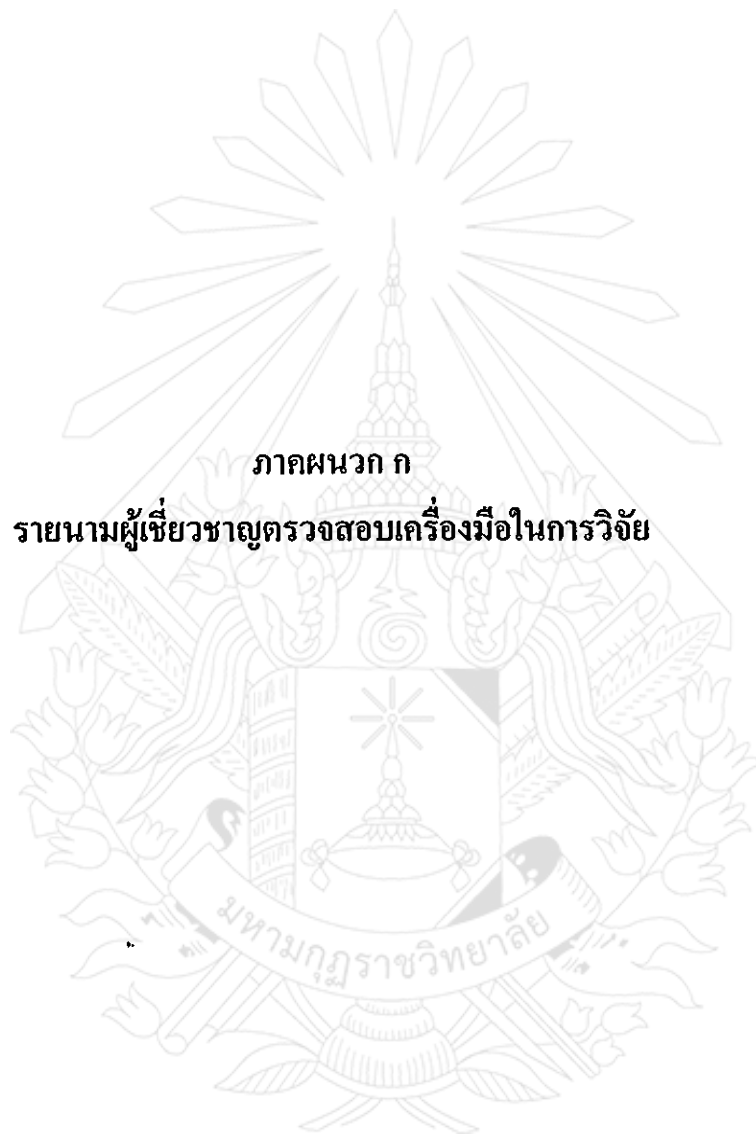 ภาคผนวก ก
รายนามผู้เชี่ยวชาญตรวจสอบเครื่องมือในการวิจัย
มหามกุฏราชวิทยาลัย